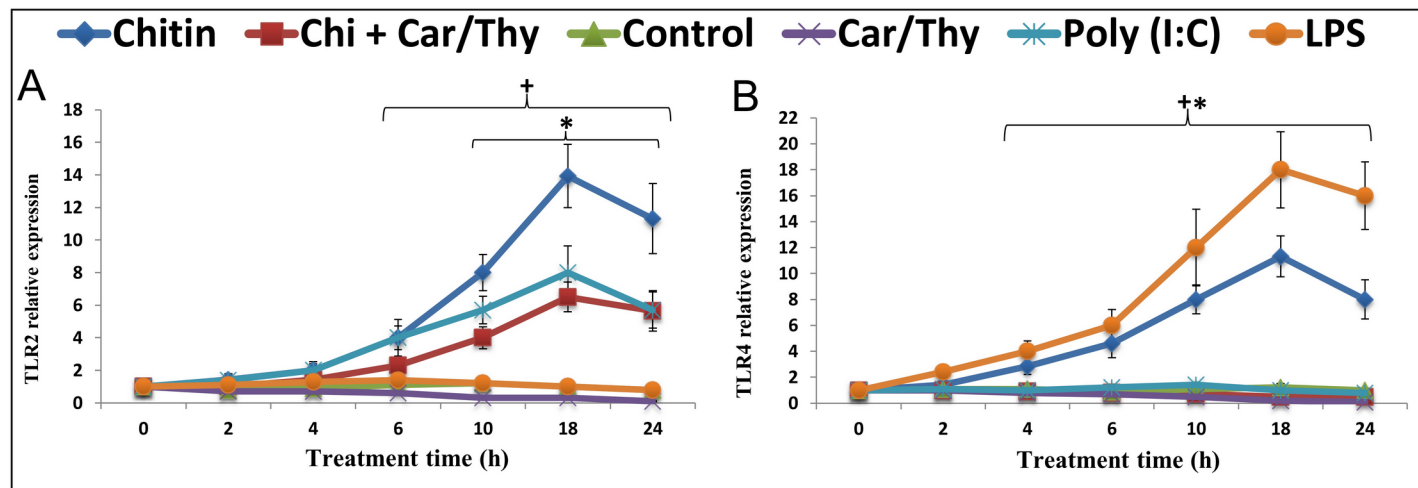 Chitin Chi + Car/Thy Control Car/Thy Poly (I:C) LPS
A
+
*
18
16
14
12
10
8
6
4
2
0
TLR2 relative expression
0 2 4 6 10 18 24
Treatment time (h)
B
+*
22
20
18
16
14
12
10
8
6
4
2
0
TLR4 relative expression
0 2 4 6 10 18 24
Treatment time (h)